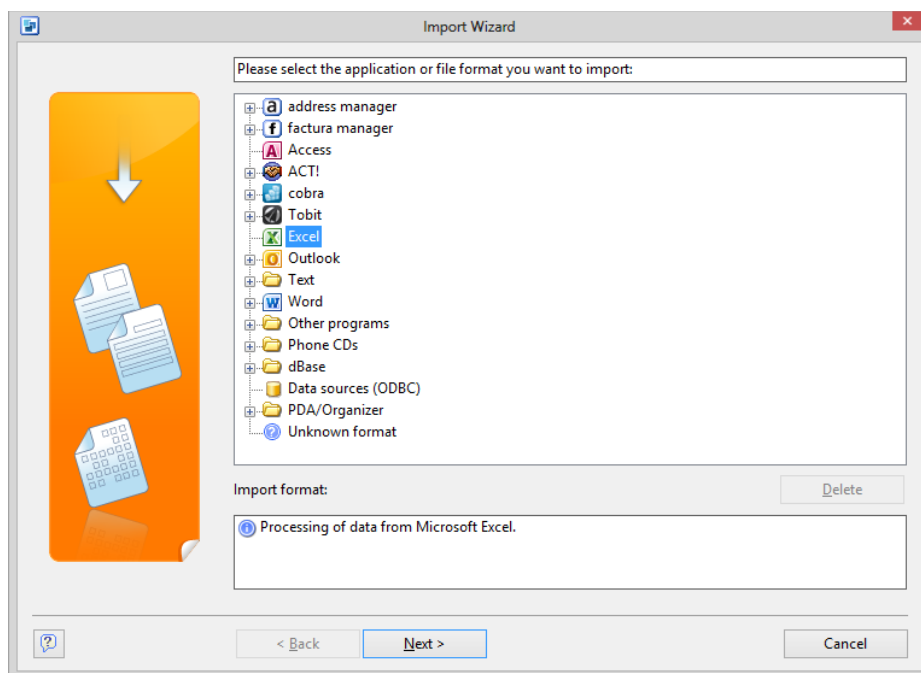 Import Wizard
Please select the application or file format you want to import:
address manager
factura manager
Access
ACT!
cobra
Tobit
Excel
Outlook
Text
Word
Other programs
Phone CDs
dBase
Data sources (ODBC)
PDA/Organizer
Unknown format
Import format:
Delete
Processing of data from Microsoft Excel.
< Back
Next >
Cancel